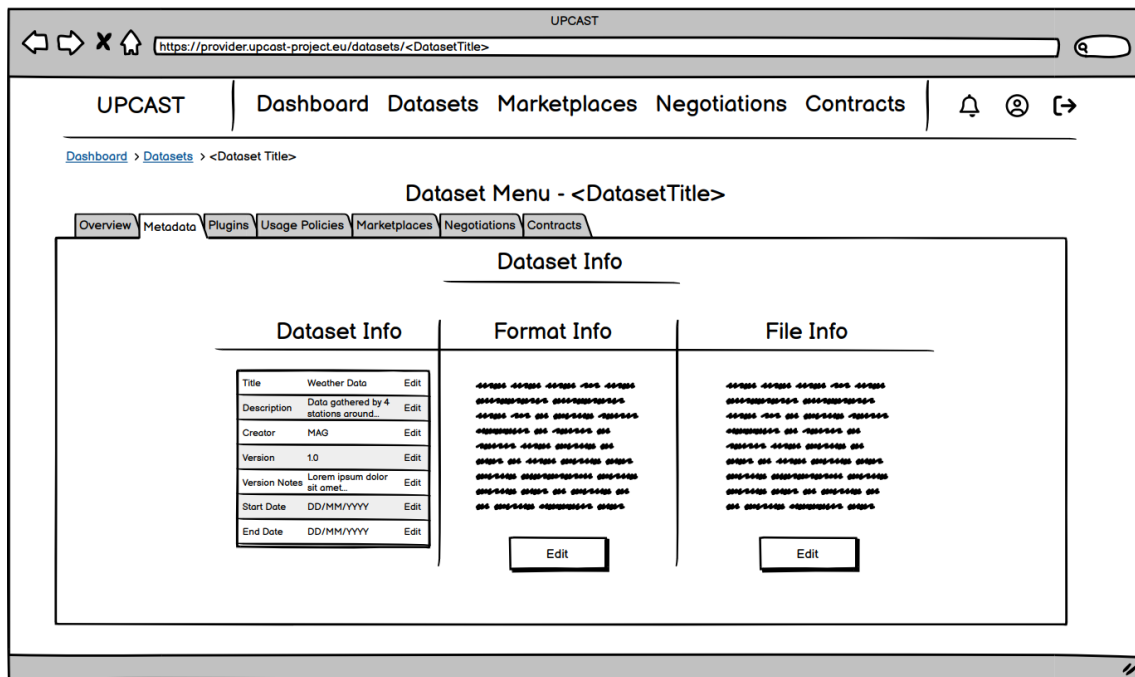 UPCAST
https://provider.upcast-project.eu/datasets/<DatasetTitle>
UPCAST Dashboard Datasets Marketplaces Negotiations Contracts
Dashboard > Datasets > <Dataset Title>
Dataset Menu - <DatasetTitle>
Overview Metadata Plugins Usage Policies Marketplaces Negotiations Contracts
Dataset Info
Dataset Info Format Info File Info
Title Weather Data Edit
Description Data gathered by 4 stations around... Edit
Creator MAG Edit
Version 1.0 Edit
Version Notes Lorem ipsum dolor sit amet... Edit
Start Date DD/MM/YYYY Edit
End Date DD/MM/YYYY Edit
Edit Edit